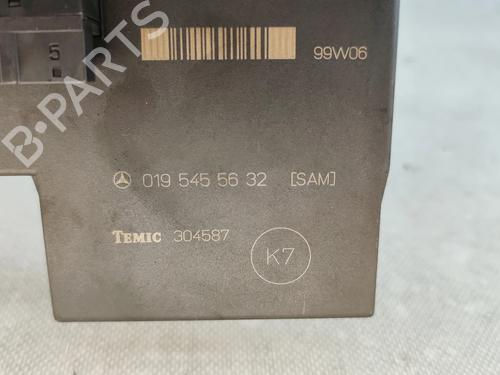 5
99W06
B-PARTS
019 545 56 32 [SAM]
TEMIC 304587
K7